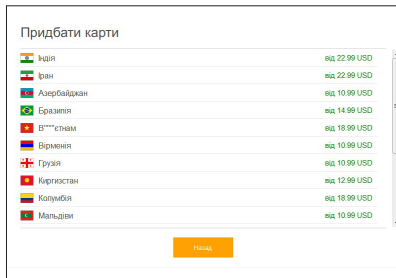 Придбати карти
Індія від 22.99 USD
Іран від 22.99 USD
Азербайджан від 10.99 USD
Бразилія від 14.99 USD
В""""єтнам від 18.99 USD
Вірменія від 10.99 USD
Грузія від 10.99 USD
Киргизстан від 12.99 USD
Колумбія від 18.99 USD
Мальдіви від 10.99 USD
Назад